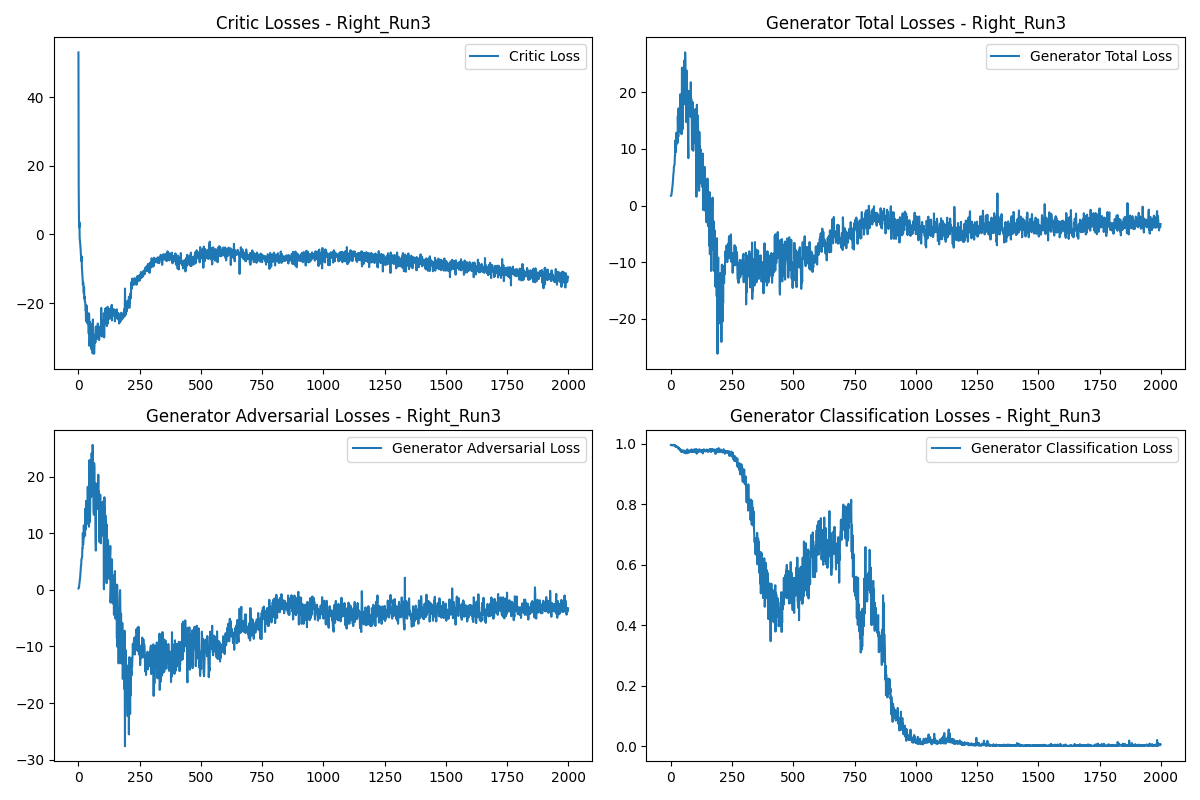 Critic Losses - Right_Run3
Critic Loss
40
20
0
−20
0 250 500 750 1000 1250 1500 1750 2000
Generator Total Losses - Right_Run3
Generator Total Loss
20
10
0
−10
−20
0 250 500 750 1000 1250 1500 1750 2000
Generator Adversarial Losses - Right_Run3
Generator Adversarial Loss
20
10
0
−10
−20
−30
0 250 500 750 1000 1250 1500 1750 2000
Generator Classification Losses - Right_Run3
Generator Classification Loss
1.0
0.8
0.6
0.4
0.2
0.0
0 250 500 750 1000 1250 1500 1750 2000